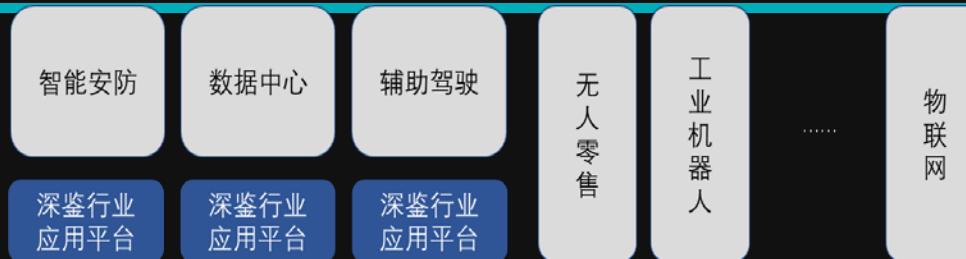 智能安防
数据中心
辅助驾驶
无人零售
工业机器人
……
物联网
深鉴行业
应用平台
深鉴行业
应用平台
深鉴行业
应用平台